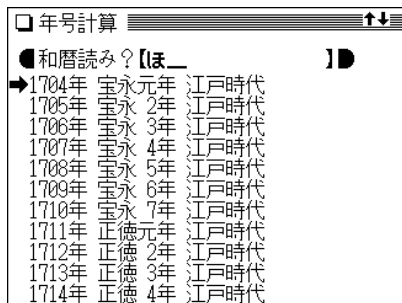 年号計算
和暦読み?【ほ＿ 】
1704年 宝永元年 江戸時代
1705年 宝永 2年 江戸時代
1706年 宝永 3年 江戸時代
1707年 宝永 4年 江戸時代
1708年 宝永 5年 江戸時代
1709年 宝永 6年 江戸時代
1710年 宝永 7年 江戸時代
1711年 正徳元年 江戸時代
1712年 正徳 2年 江戸時代
1713年 正徳 3年 江戸時代
1714年 正徳 4年 江戸時代